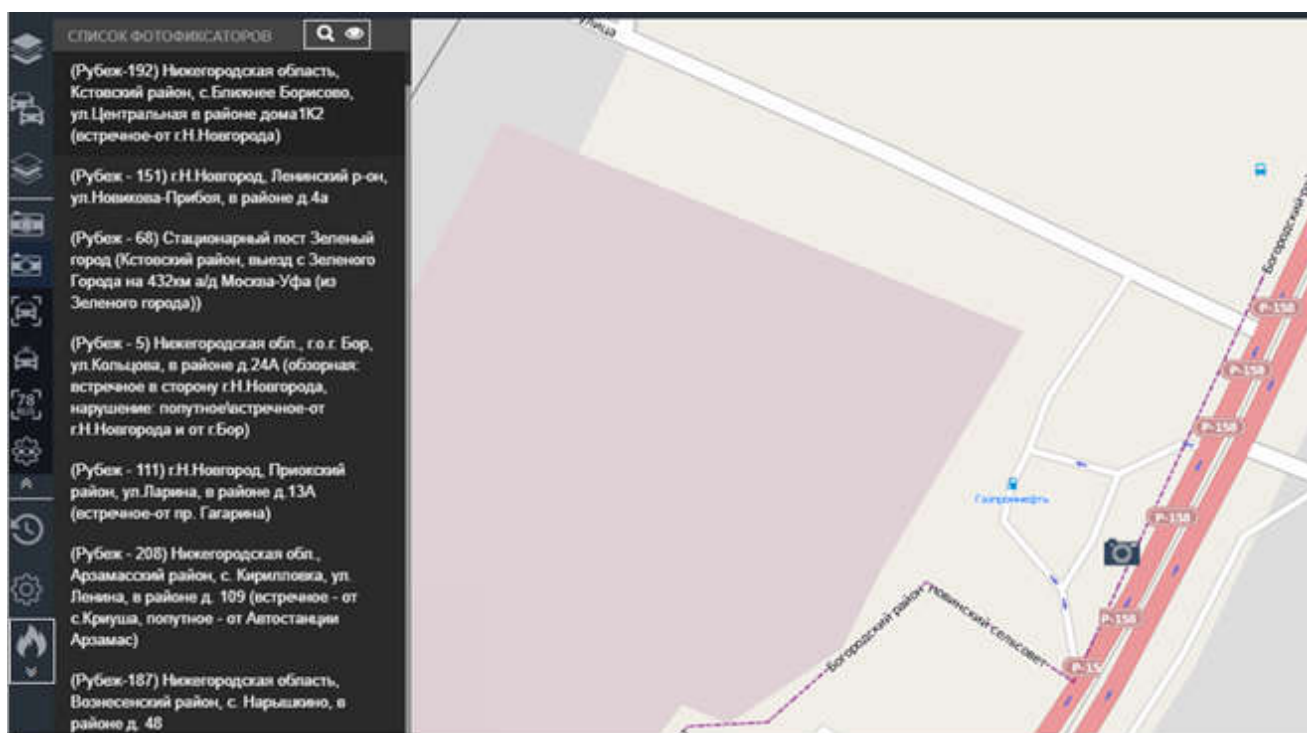 СПИСОК ФОТОФИКСАТОРОВ
(Рубеж-192) Нижегородская область,
Кстовский район, с.Ближнее Борисово,
ул.Центральная в районе дома1К2
(встречное-от г.Н.Новгорода)
(Рубеж - 151) г.Н.Новгород, Ленинский р-он,
ул.Новикова-Прибоя, в районе д.4а
(Рубеж - 68) Стационарный пост Зеленый
город (Кстовский район, выезд с Зеленого
Города на 432км а/д Москва-Уфа (из
Зеленого города))
(Рубеж - 5) Нижегородская обл., г.о.г. Бор,
ул.Кольцова, в районе д.24А (обзорная:
встречное в сторону г.Н.Новгорода,
нарушение: попутное\встречное-от
г.Н.Новгорода и от г.Бор)
(Рубеж - 111) г.Н.Новгород, Приокский
район, ул.Ларина, в районе д.13А
(встречное-от пр. Гагарина)
(Рубеж - 208) Нижегородская обл.,
Арзамасский район, с. Кирилловка, ул.
Ленина, в районе д. 109 (встречное - от
с.Криуша, попутное - от Автостанции
Арзамас)
(Рубеж-187) Нижегородская область,
Вознесенский район, с. Нарышкино, в
районе д. 48
78
улица
Богородский
Р-158
Р-158
Р-158
Р-158
Р-158
Р-15
Газпромнефть
Богородский район
Новинский сельсовет